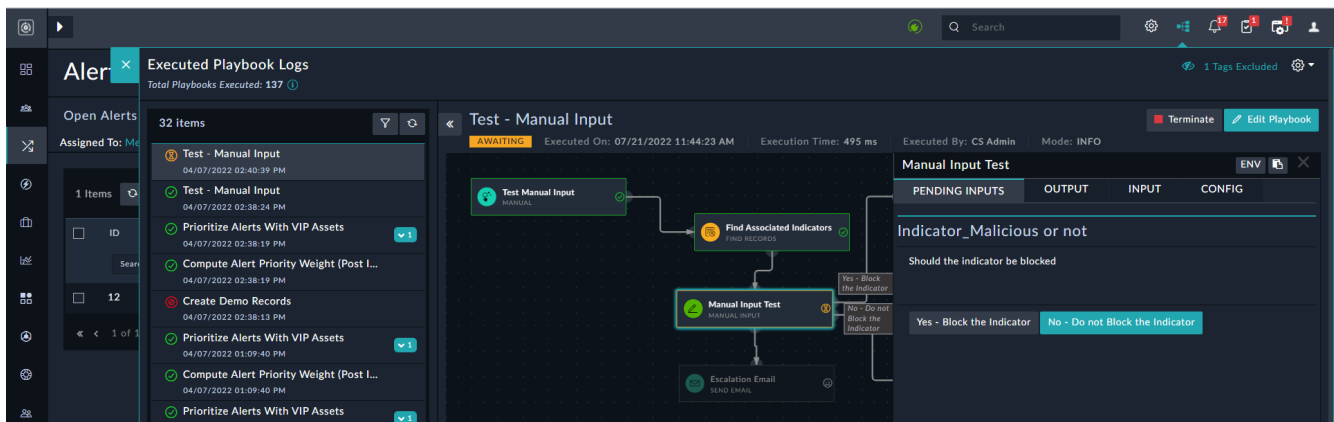 Search
17
1
Aler
Executed Playbook Logs
Total Playbooks Executed: 137
1 Tags Excluded
Open Alerts
Assigned To: Me
1 Items
ID
Sear
12
1 of 1
32 items
Test - Manual Input
04/07/2022 02:40:39 PM
Test - Manual Input
04/07/2022 02:38:24 PM
Prioritize Alerts With VIP Assets
04/07/2022 02:38:19 PM
1
Compute Alert Priority Weight (Post I...
04/07/2022 02:38:19 PM
Create Demo Records
04/07/2022 02:38:13 PM
Prioritize Alerts With VIP Assets
04/07/2022 01:09:40 PM
1
Compute Alert Priority Weight (Post I...
04/07/2022 01:09:40 PM
Prioritize Alerts With VIP Assets
1
Test - Manual Input
Terminate
Edit Playbook
AWAITING Executed On: 07/21/2022 11:44:23 AM Execution Time: 495 ms Executed By: CS Admin Mode: INFO
Test Manual Input
MANUAL
Find Associated Indicators
FIND RECORDS
Yes - Block
the Indicator
Manual Input Test
MANUAL INPUT
No - Do not
Block the
Indicator
Escalation Email
SEND EMAIL
Manual Input Test
ENV
PENDING INPUTS OUTPUT INPUT CONFIG
Indicator_Malicious or not
Should the indicator be blocked
Yes - Block the Indicator
No - Do not Block the Indicator